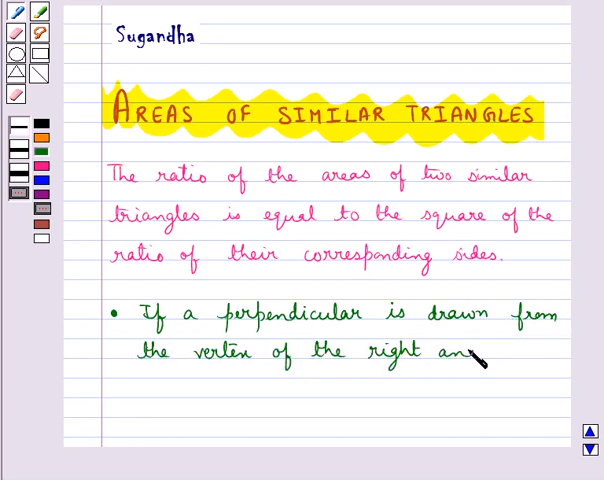 Sugandha
AREAS OF SIMILAR TRIANGLES
The ratio of the areas of two similar
triangles is equal to the square of the
ratio of their corresponding sides.
• If a perpendicular is drawn from
the vertex of the right an